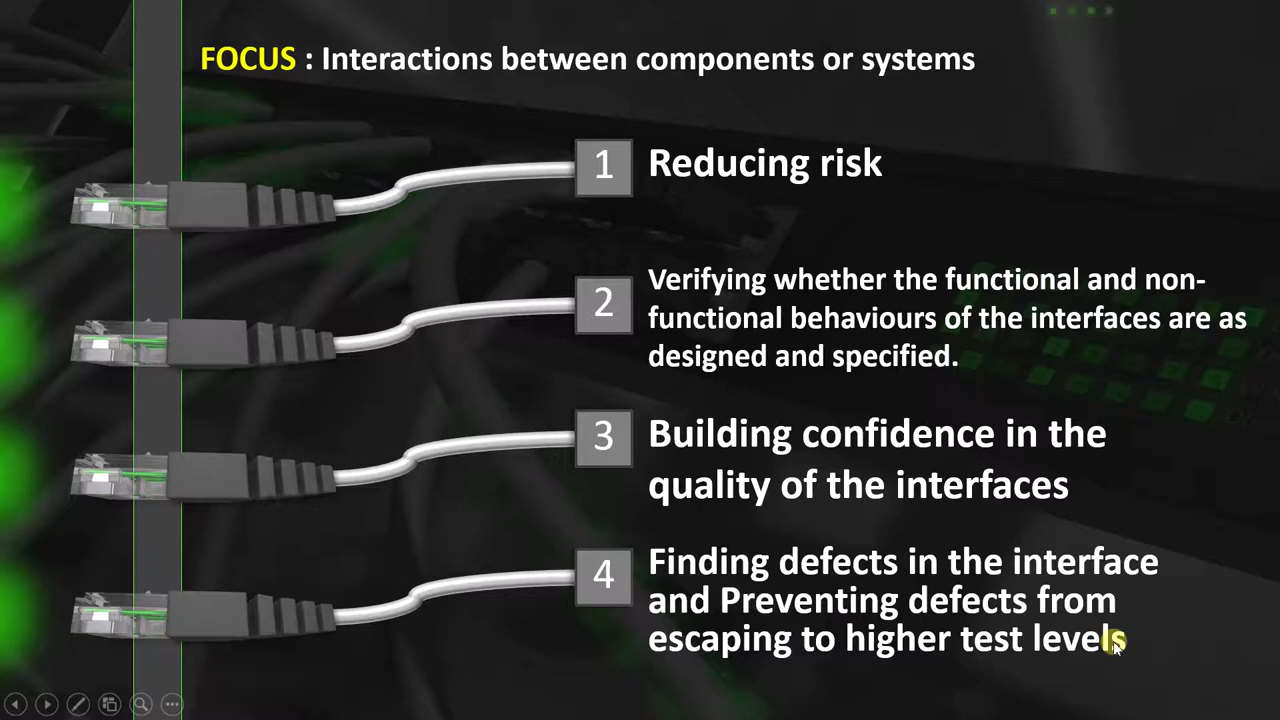 FOCUS : Interactions between components or systems
1
Reducing risk
2
Verifying whether the functional and non-
functional behaviours of the interfaces are as
designed and specified.
3
Building confidence in the
quality of the interfaces
4
Finding defects in the interface
and Preventing defects from
escaping to higher test levels